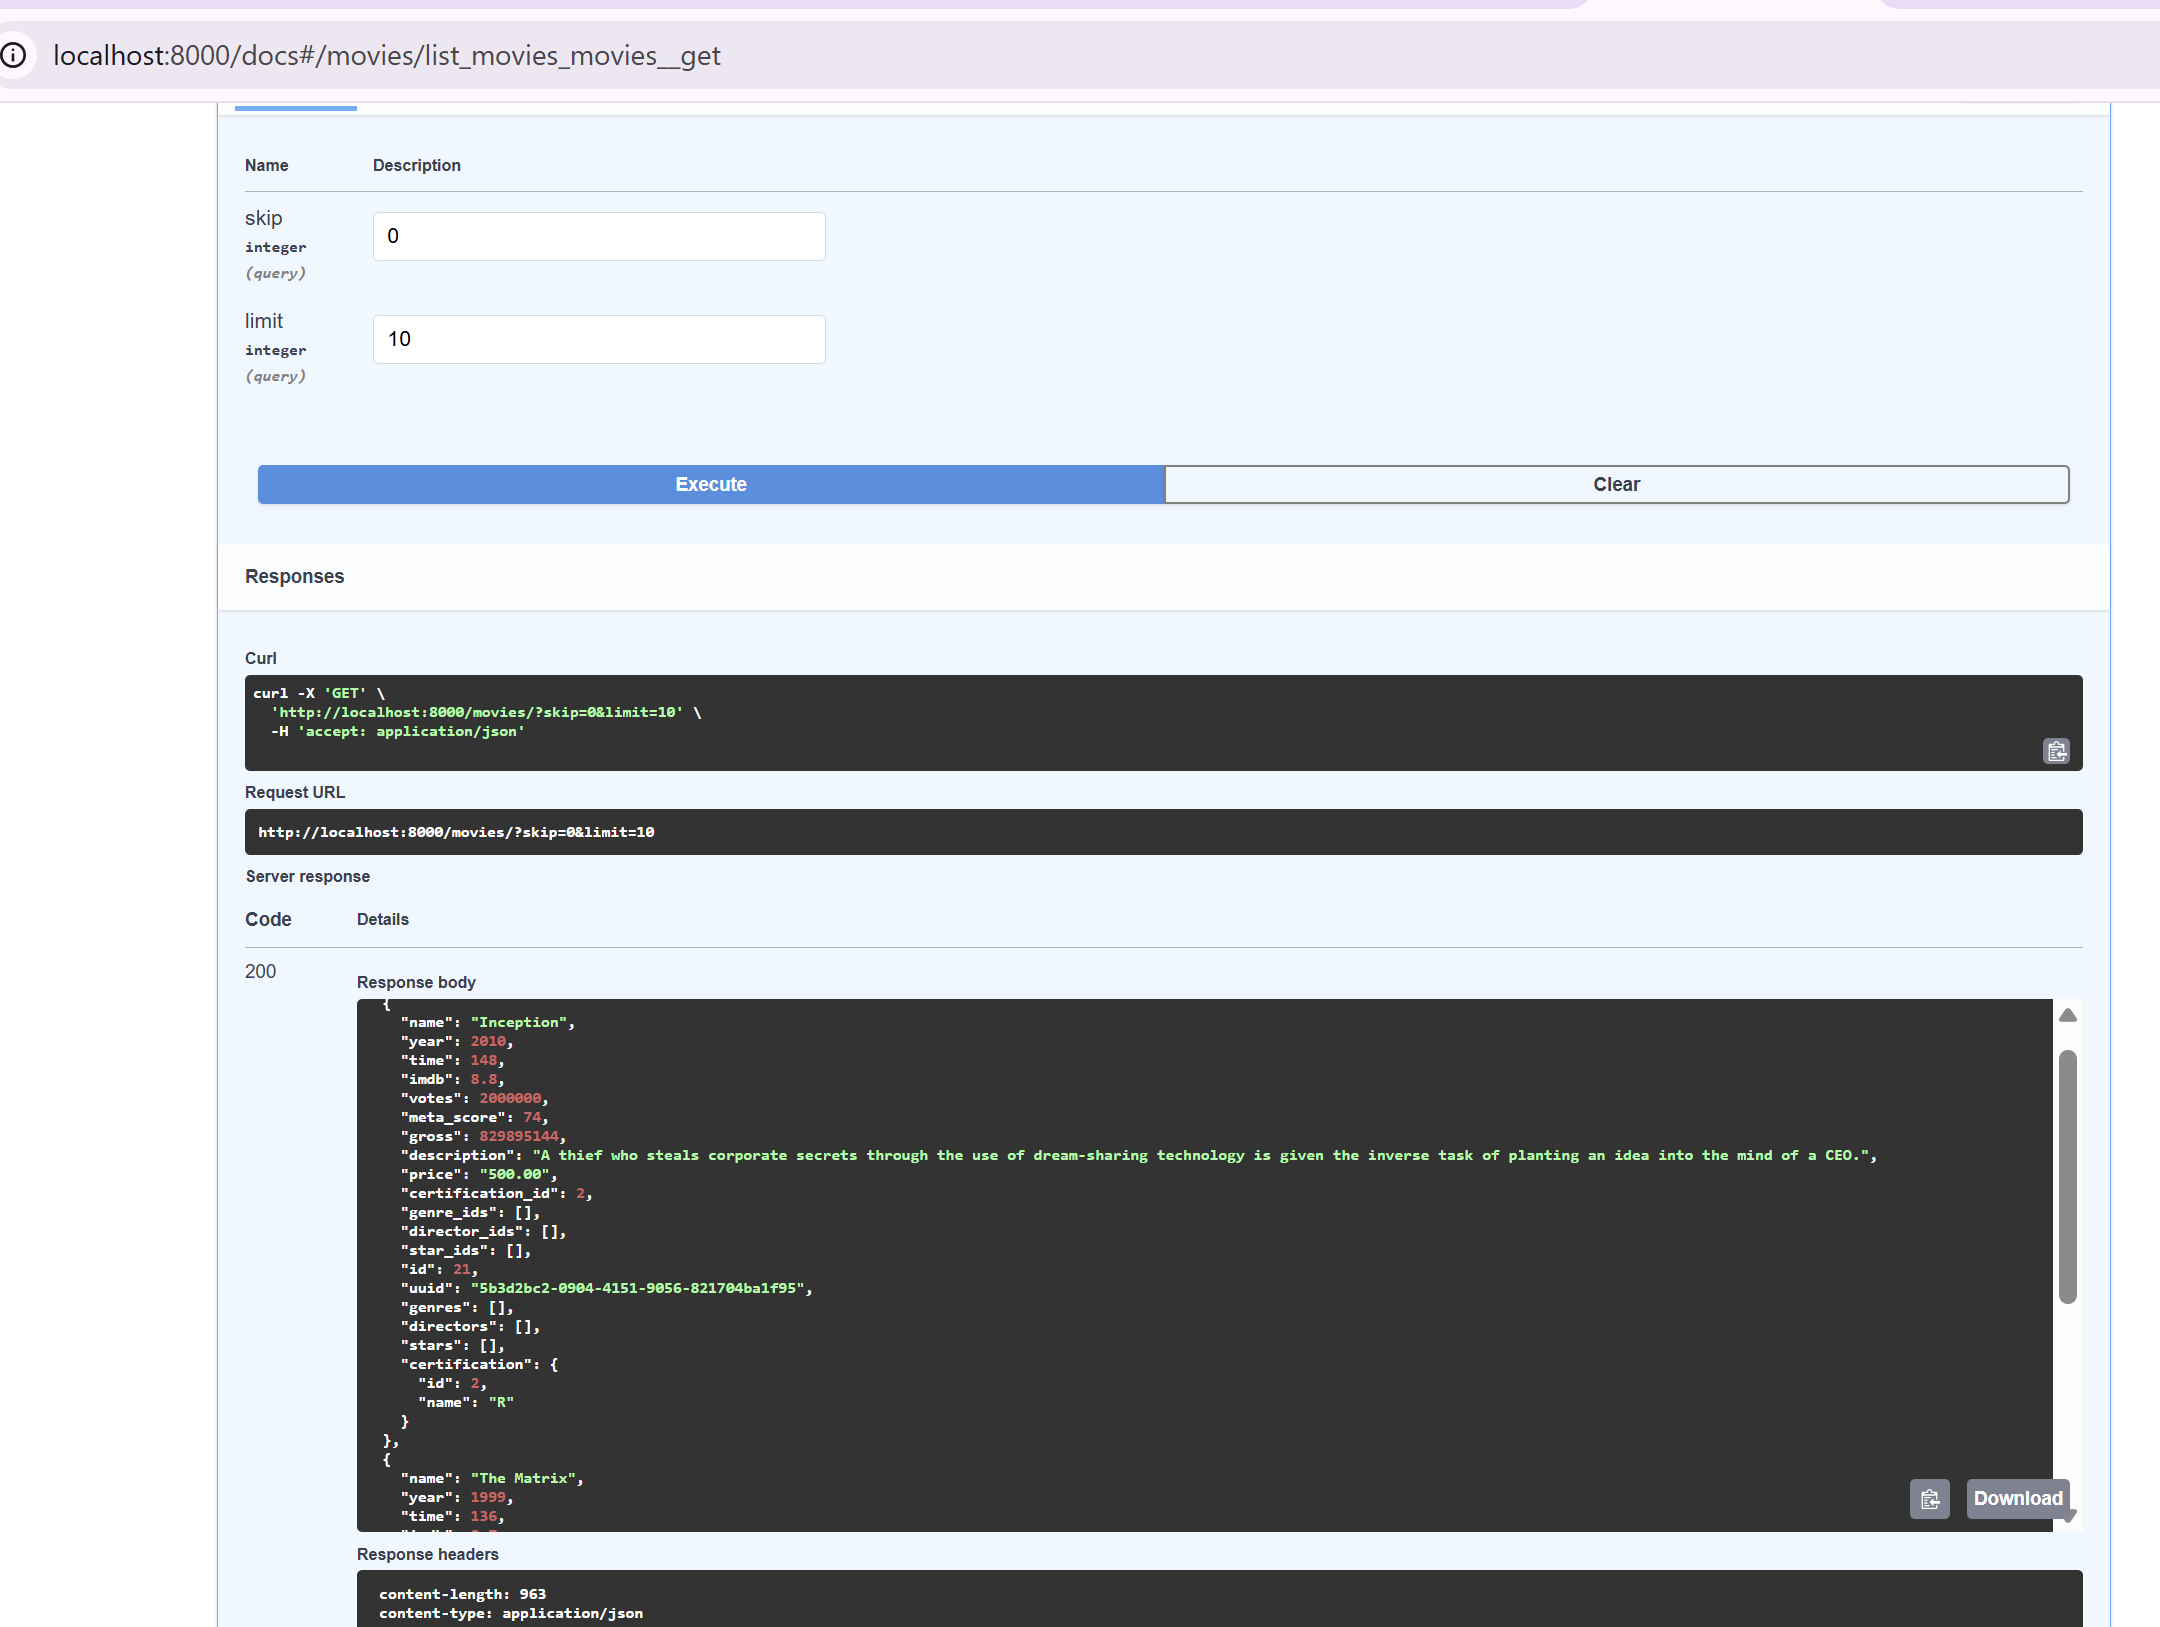 localhost:8000/docs#/movies/list_movies_movies__get
Name Description
skip
integer
(query)
0
limit
integer
(query)
10
Execute Clear
Responses
Curl
curl -X 'GET' \
'http://localhost:8000/movies/?skip=0&limit=10' \
-H 'accept: application/json'
Request URL
http://localhost:8000/movies/?skip=0&limit=10
Server response
Code Details
200
Response body
{
"name": "Inception",
"year": 2010,
"time": 148,
"imdb": 8.8,
"votes": 2000000,
"meta_score": 74,
"gross": 829895144,
"description": "A thief who steals corporate secrets through the use of dream-sharing technology is given the inverse task of planting an idea into the mind of a CEO.",
"price": "500.00",
"certification_id": 2,
"genre_ids": [],
"director_ids": [],
"star_ids": [],
"id": 21,
"uuid": "5b3d2bc2-0904-4151-9056-821704ba1f95",
"genres": [],
"directors": [],
"stars": [],
"certification": {
"id": 2,
"name": "R"
}
},
{
"name": "The Matrix",
"year": 1999,
"time": 136,
Download
Response headers
content-length: 963
content-type: application/json